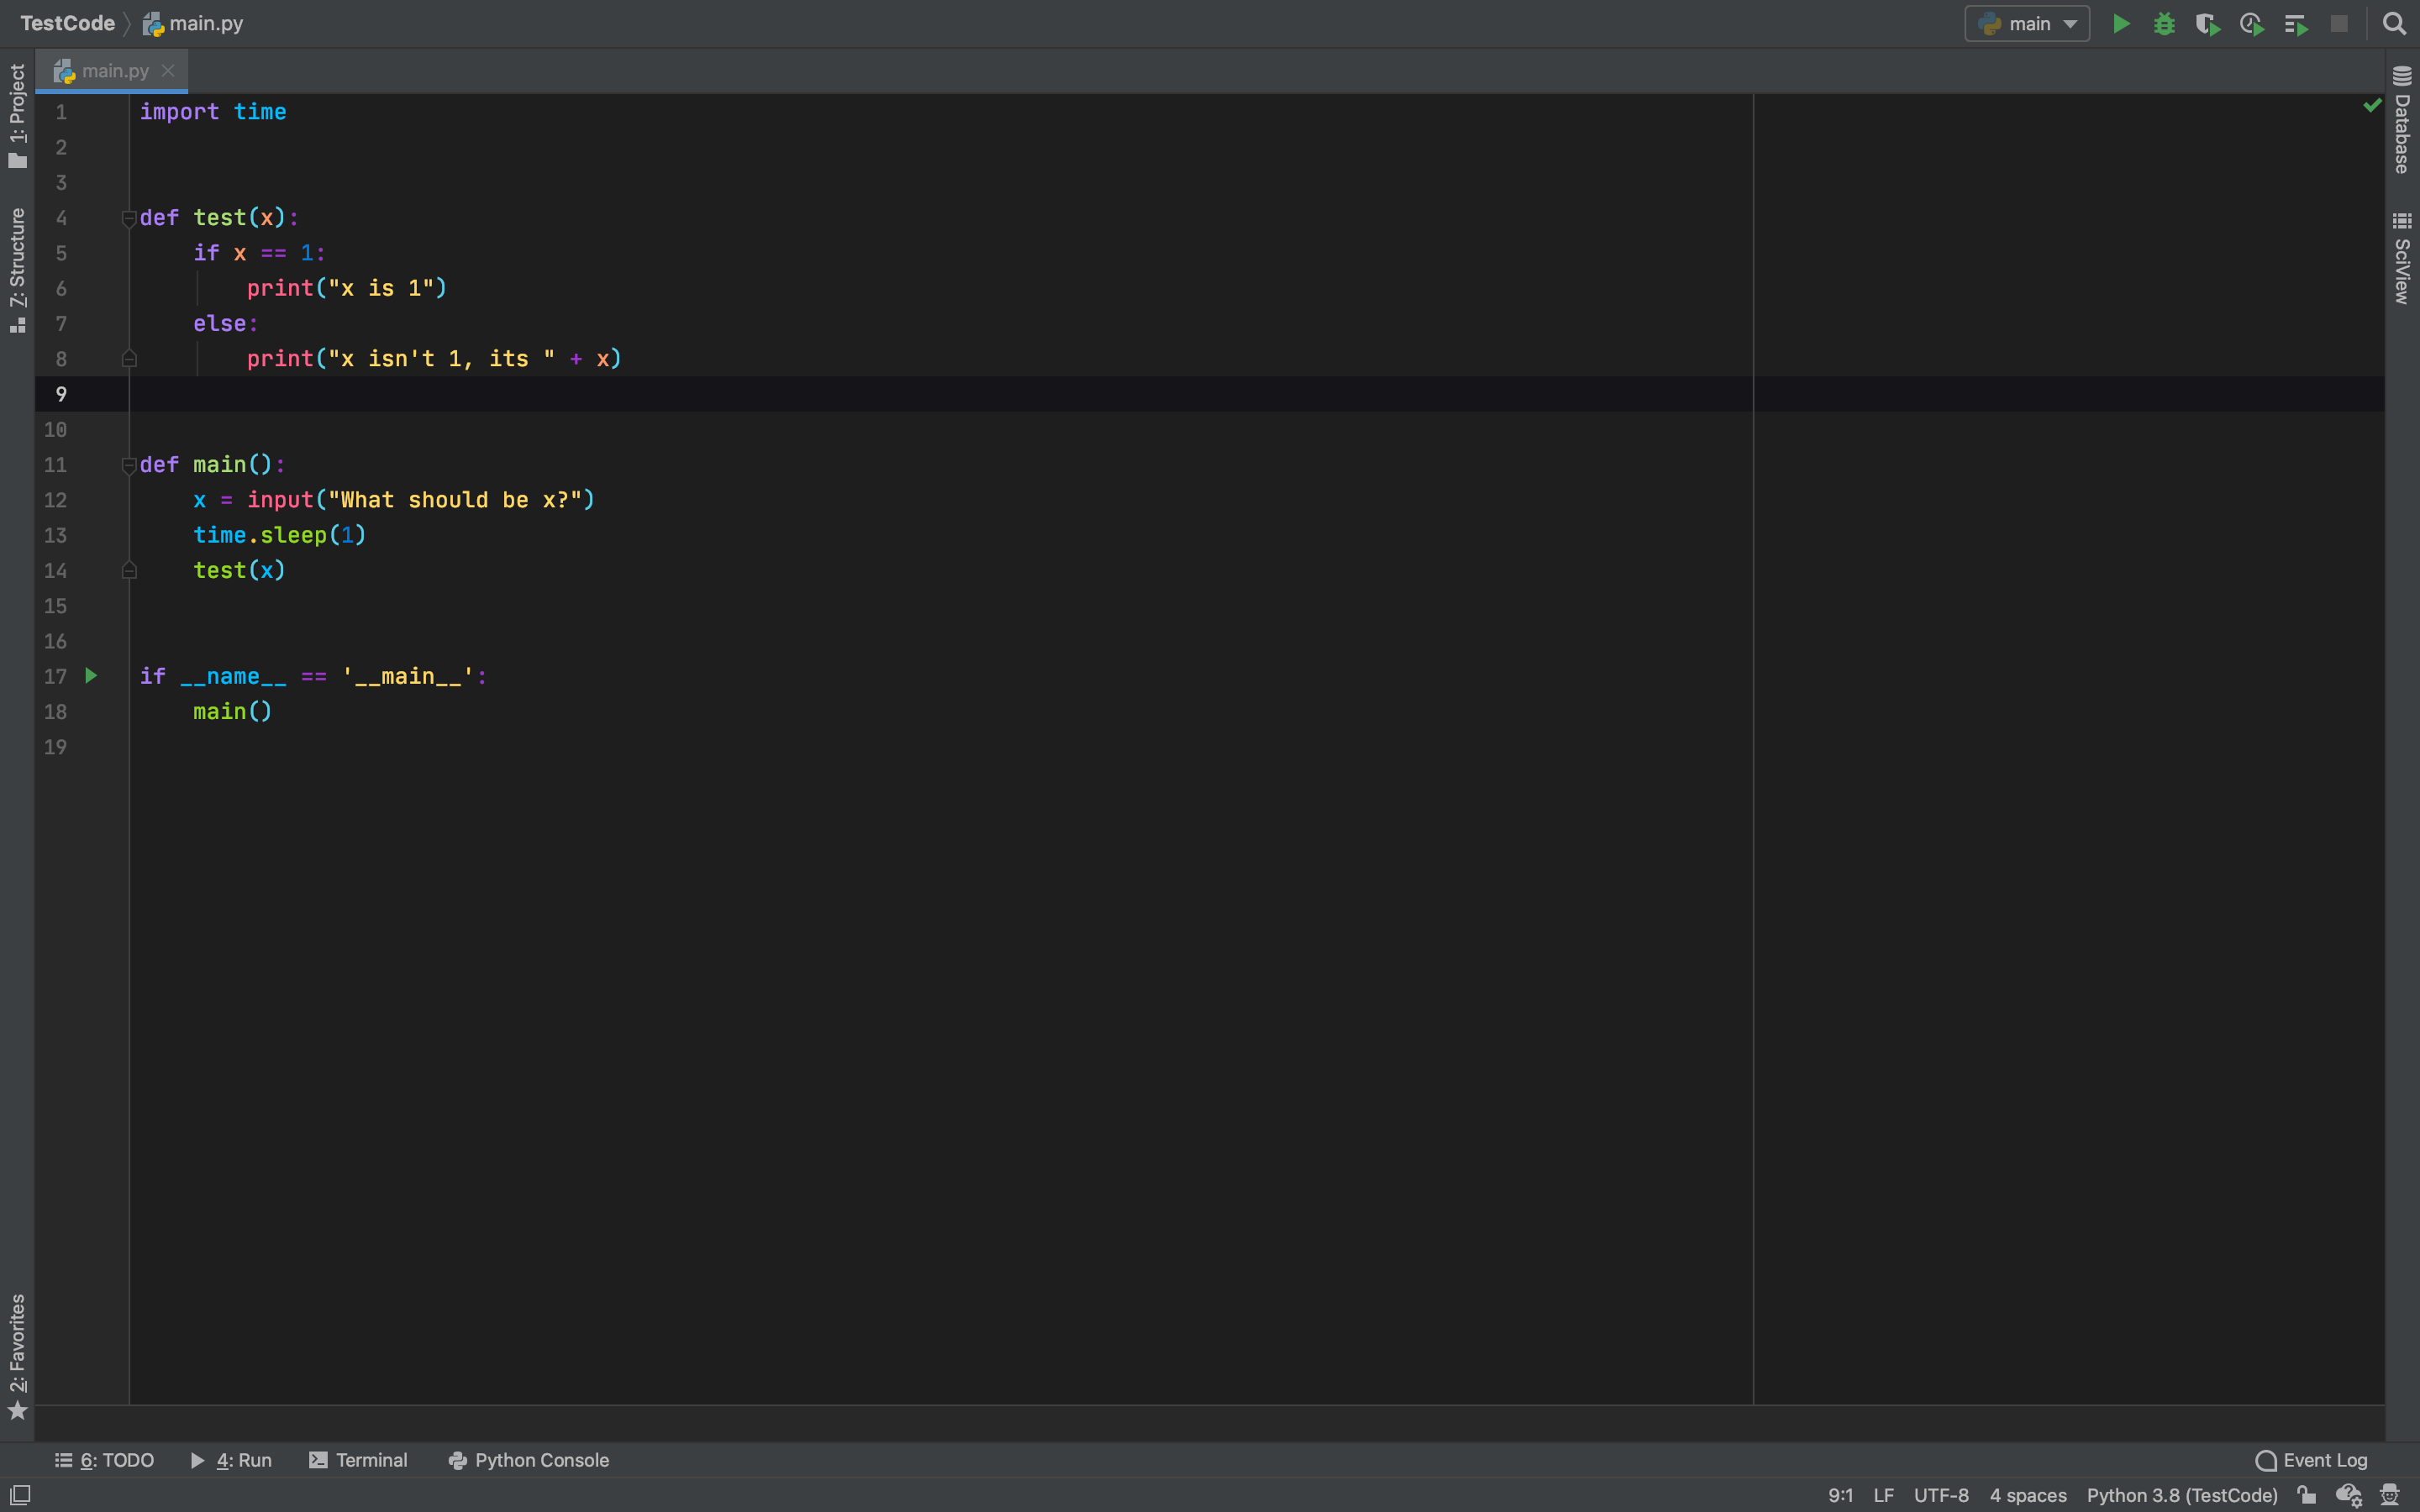 TestCode main.py main
main.py
1: Project
7: Structure
2: Favorites
1 import time
2
3
4 def test(x):
5     if x == 1:
6         print("x is 1")
7     else:
8         print("x isn't 1, its " + x)
9
10
11 def main():
12     x = input("What should be x?")
13     time.sleep(1)
14     test(x)
15
16
17 if __name__ == '__main__':
18     main()
19
Database
SciView
6: TODO 4: Run Terminal Python Console Event Log
9:1 LF UTF-8 4 spaces Python 3.8 (TestCode)